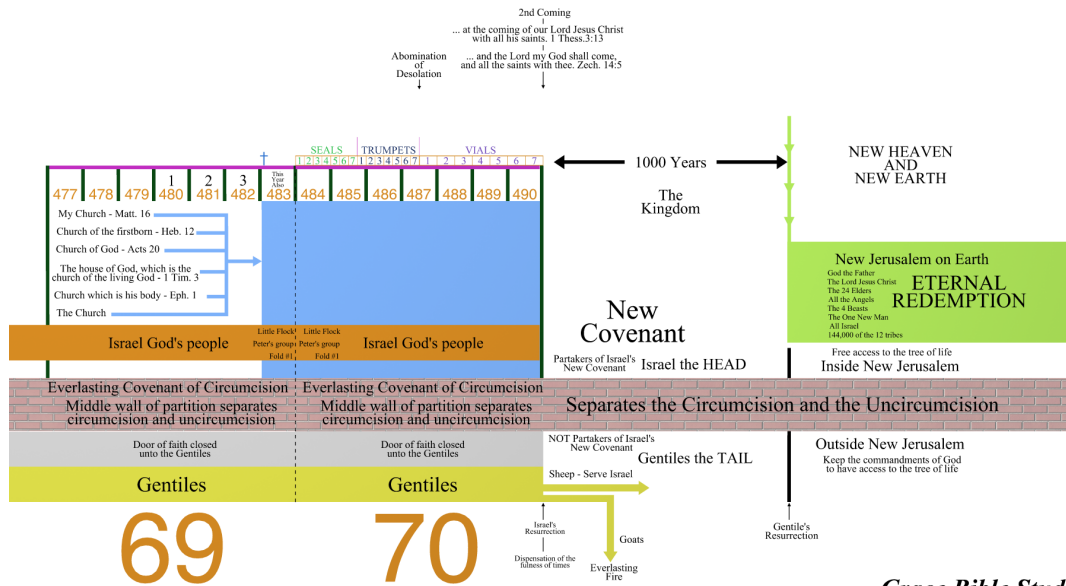 2nd Coming
... at the coming of our Lord Jesus Christ
with all his saints. 1 Thess.3:13
Abomination
of
Desolation
... and the Lord my God shall come,
and all the saints with thee. Zech. 14:5
SEALS
TRUMPETS
VIALS
1 2 3 4 5 6 7 1 2 3 4 5 6 7 1 2 3 4 5 6 7
†
1 2 3
This
Year
Also
477 478 479 480 481 482 483 484 485 486 487 488 489 490
1000 Years
The
Kingdom
NEW HEAVEN
AND
NEW EARTH
My Church - Matt. 16
Church of the firstborn - Heb. 12
Church of God - Acts 20
The house of God, which is the
church of the living God - 1 Tim. 3
Church which is his body - Eph. 1
The Church
New Jerusalem on Earth
God the Father
The Lord Jesus Christ
The 24 Elders
All the Angels
The 4 Beasts
The One New Man
All Israel
144,000 of the 12 tribes
ETERNAL
REDEMPTION
New
Covenant
Israel God's people
Little Flock
Peter's group
Fold #1
Little Flock
Peter's group
Fold #1
Israel God's people
Partakers of Israel's
New Covenant
Israel the HEAD
Free access to the tree of life
Inside New Jerusalem
Everlasting Covenant of Circumcision
Middle wall of partition separates
circumcision and uncircumcision
Everlasting Covenant of Circumcision
Middle wall of partition separates
circumcision and uncircumcision
Separates the Circumcision and the Uncircumcision
Door of faith closed
unto the Gentiles
Door of faith closed
unto the Gentiles
NOT Partakers of Israel's
New Covenant
Gentiles the TAIL
Outside New Jerusalem
Keep the commandments of God
to have access to the tree of life
Gentiles
Gentiles
Sheep - Serve Israel
69
70
Israel's
Resurrection
Dispensation of the
fulness of times
Goats
Everlasting
Fire
Gentile's
Resurrection